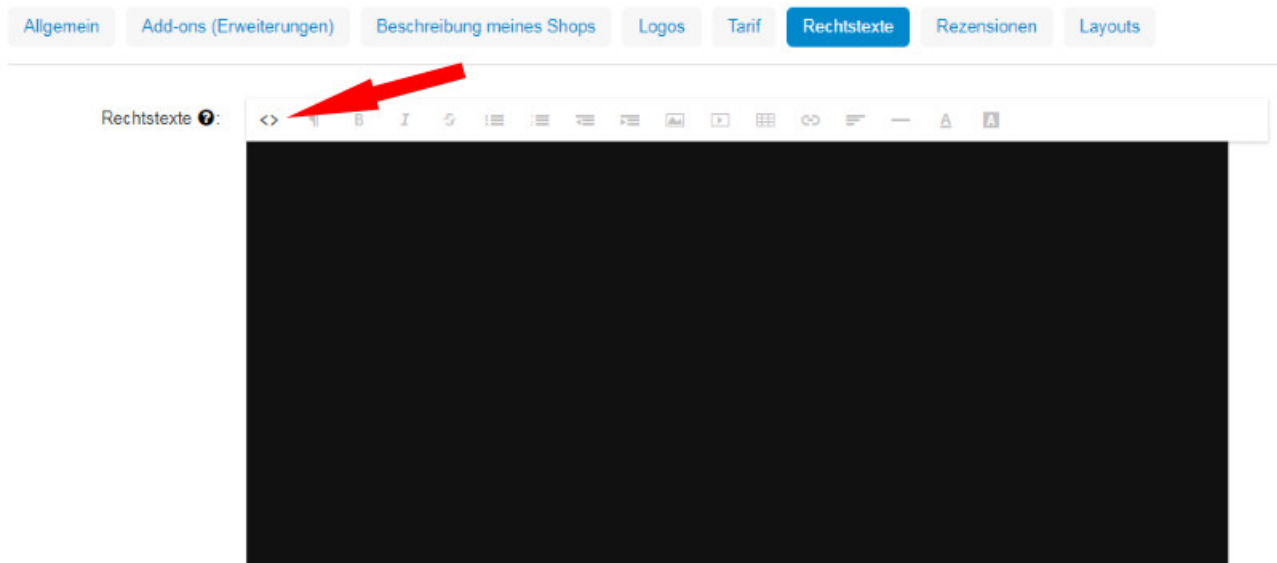 Allgemein Add-ons (Erweiterungen) Beschreibung meines Shops Logos Tarif Rechtstexte Rezensionen Layouts
Rechtstexte ?: <> ¶ B I S A A